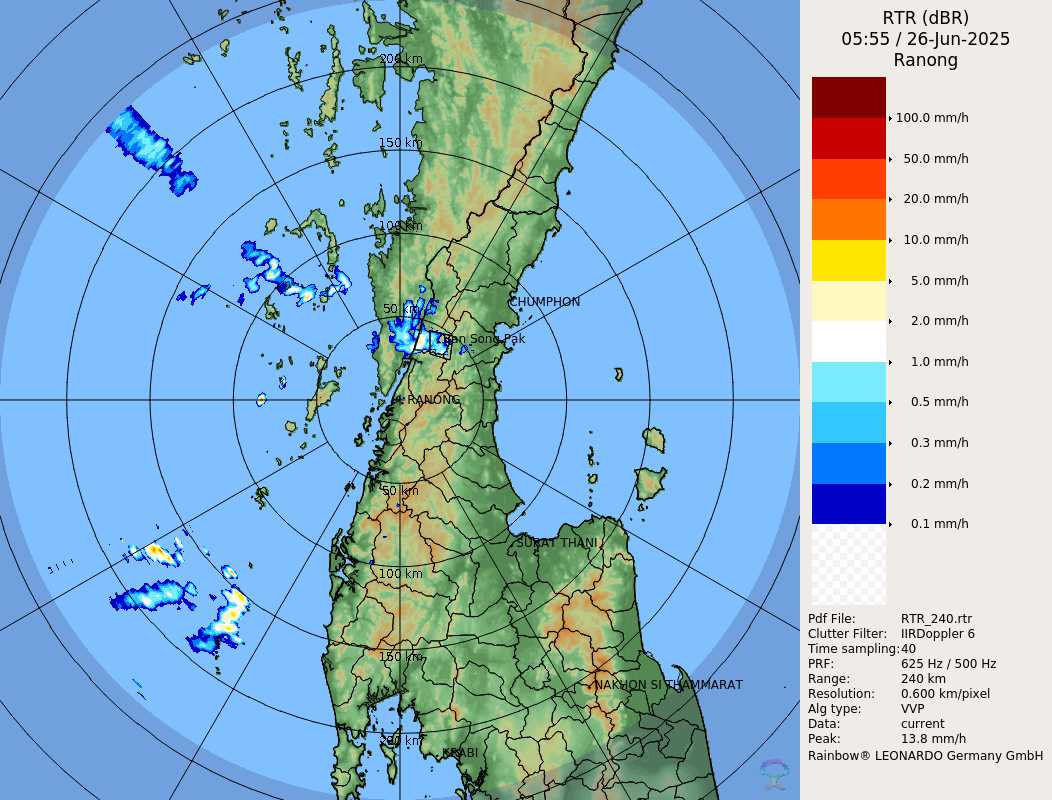 200 km
150 km
100 km
50 km
CHUMPHON
Ban Song Pak
RANONG
50 km
SURAT THANI
100 km
150 km
NAKHON SI THAMMARAT
200 km
KRABI
RTR (dBR)
05:55 / 26-Jun-2025
Ranong
100.0 mm/h
50.0 mm/h
20.0 mm/h
10.0 mm/h
5.0 mm/h
2.0 mm/h
1.0 mm/h
0.5 mm/h
0.3 mm/h
0.2 mm/h
0.1 mm/h
Pdf File: RTR_240.rtr
Clutter Filter: IIRDoppler 6
Time sampling:40
PRF: 625 Hz / 500 Hz
Range: 240 km
Resolution: 0.600 km/pixel
Alg type: VVP
Data: current
Peak: 13.8 mm/h
Rainbow® LEONARDO Germany GmbH